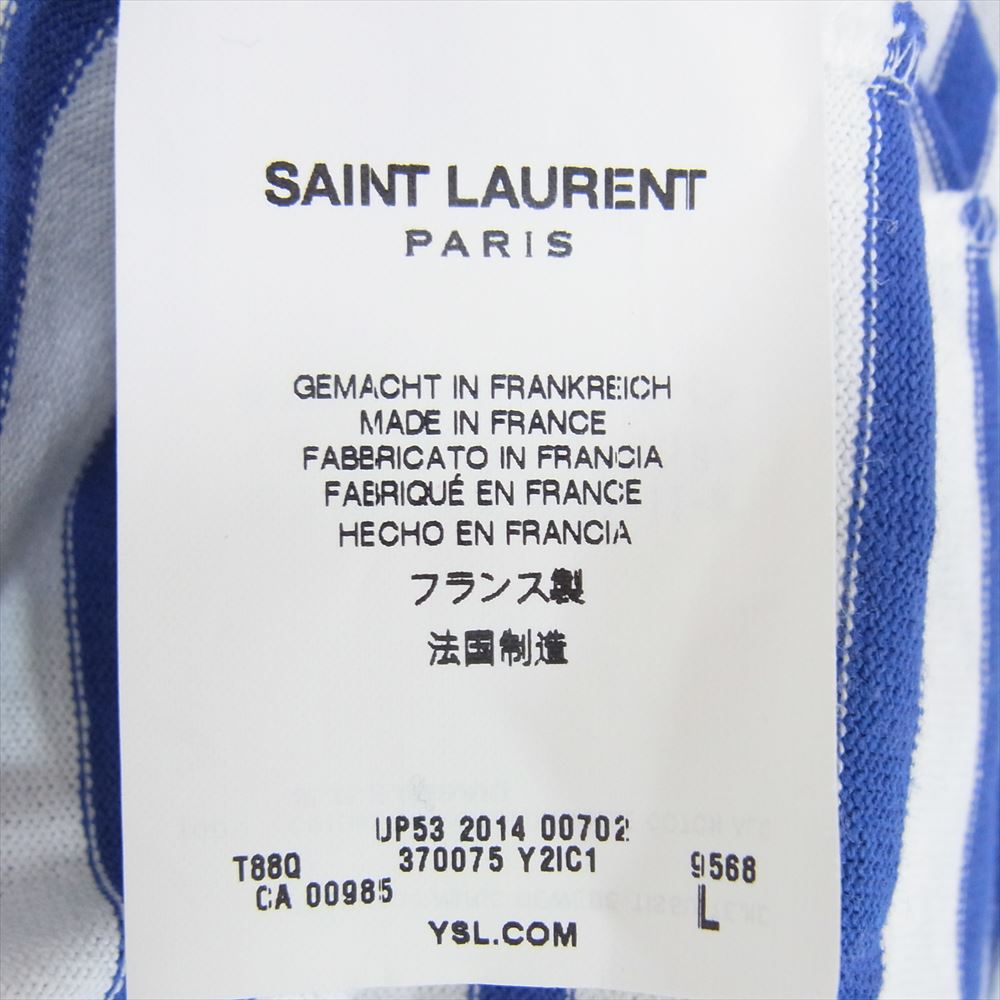 SAINT LAURENT
PARIS
GEMACHT IN FRANKREICH
MADE IN FRANCE
FABBRICATO IN FRANCIA
FABRIQUÉ EN FRANCE
HECHO EN FRANCIA
フランス製
法国制造
UP53 2014 00702
T88Q 370075 Y2IC1 9568
CA 00985 L
YSL.COM